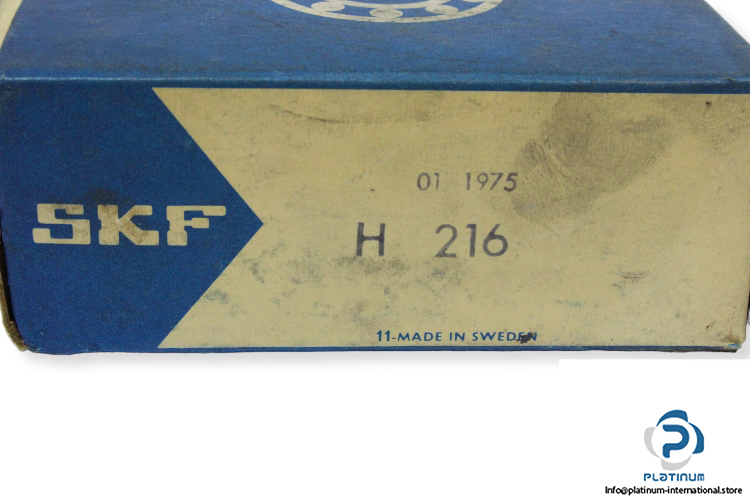 01 1975
SKF
H 216
11-MADE IN SWEDEN
PLATINUM
Info@platinum-international.store